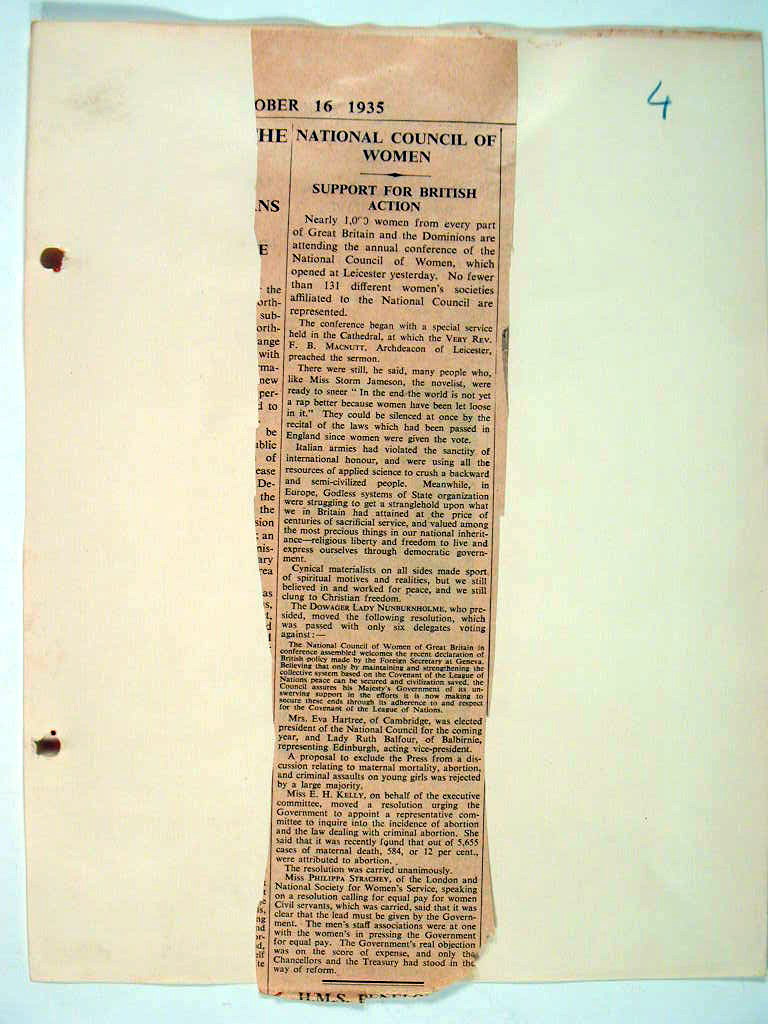 4
OBER 16 1935
HE
NS
E
the
orth-
sub-
orth-
ange
with
rma-
new
per-
d to
be
ublic
of
ease
De-
the
the
sion
an
nis-
ary
rea
as
NATIONAL COUNCIL OF
WOMEN
SUPPORT FOR BRITISH
ACTION
Nearly 1,000 women from every part
of Great Britain and the Dominions are
attending the annual conference of the
National Council of Women, which
opened at Leicester yesterday. No fewer
than 131 different women's societies
affiliated to the National Council are
represented.
The conference began with a special service
held in the Cathedral, at which the VERY REV.
F. B. MACNUTT, Archdeacon of Leicester,
preached the sermon.
There were still, he said, many people who,
like Miss Storm Jameson, the novelist, were
ready to sneer "In the end the world is not yet
a rap better because women have been let loose
in it." They could be silenced at once by the
recital of the laws which had been passed in
England since women were given the vote.
Italian armies had violated the sanctity of
international honour, and were using all the
resources of applied science to crush a backward
and semi-civilized people. Meanwhile, in
Europe, Godless systems of State organization
were struggling to get a stranglehold upon what
we in Britain had attained at the price of
centuries of sacrificial service, and valued among
the most precious things in our national inherit-
ance—religious liberty and freedom to live and
express ourselves through democratic govern-
ment.
Cynical materialists on all sides made sport
of spiritual motives and realities, but we still
believed in and worked for peace, and we still
clung to Christian freedom.
The DOWAGER LADY NUNBURNHOLME, who pre-
sided, moved the following resolution, which
was passed with only six delegates voting
against:—
The National Council of Women of Great Britain in
conference assembled welcomes the recent declaration of
British policy made by the Foreign Secretary at Geneva.
Believing that only by maintaining and strengthening the
collective system based on the Covenant of the League of
Nations peace can be secured and civilization saved, the
Council assures his Majesty's Government of its un-
swerving support in the efforts it is now making to
secure these ends through its adherence to and respect
for the Covenant of the League of Nations.
Mrs. Eva Hartree, of Cambridge, was elected
president of the National Council for the coming
year, and Lady Ruth Balfour, of Balbirnie,
representing Edinburgh, acting vice-president.
A proposal to exclude the Press from a dis-
cussion relating to maternal mortality, abortion,
and criminal assaults on young girls was rejected
by a large majority.
Miss E. H. KELLY, on behalf of the executive
committee, moved a resolution urging the
Government to appoint a representative com-
mittee to inquire into the incidence of abortion
and the law dealing with criminal abortion. She
said that it was recently found that out of 5,655
cases of maternal death, 584, or 12 per cent.,
were attributed to abortion.
The resolution was carried unanimously.
Miss PHILIPPA STRACHEY, of the London and
National Society for Women's Service, speaking
on a resolution calling for equal pay for women
Civil servants, which was carried, said that it was
clear that the lead must be given by the Govern-
ment. The men's staff associations were at one
with the women's in pressing the Government
for equal pay. The Government's real objection
was on the score of expense, and only the
Chancellors and the Treasury had stood in the
way of reform.
H.M.S.